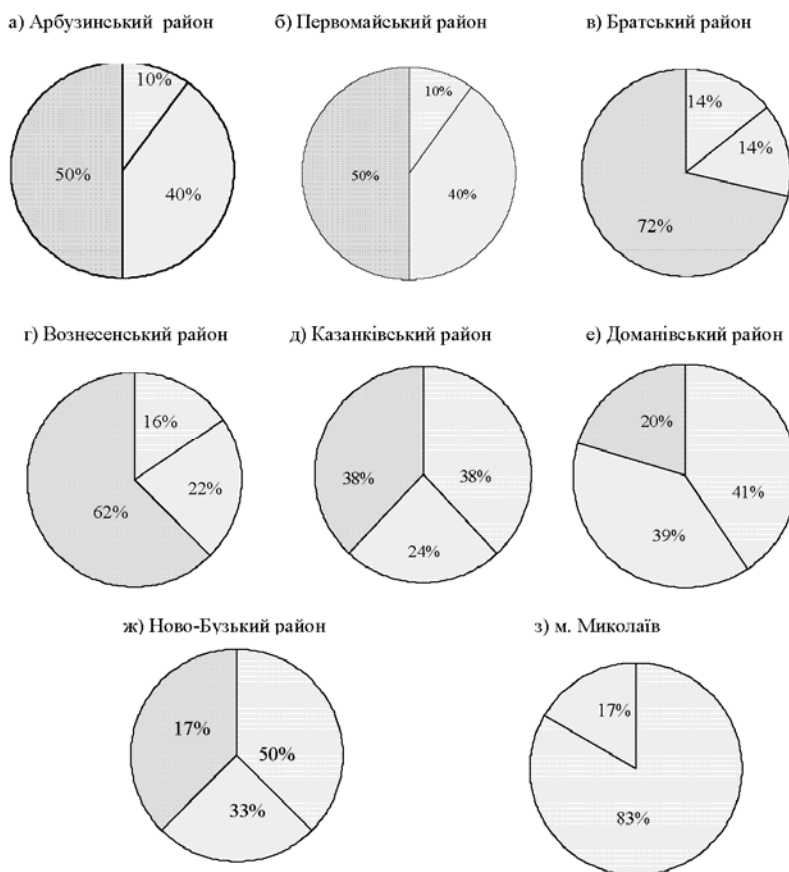 а) Арбузинський район
б) Первомайський район
в) Братський район
10%
50%
40%
10%
50%
40%
14%
14%
72%
г) Вознесенський район
д) Казанківський район
е) Доманівський район
16%
22%
62%
38%
38%
24%
20%
41%
39%
ж) Ново-Бузький район
з) м. Миколаїв
17%
50%
33%
17%
83%